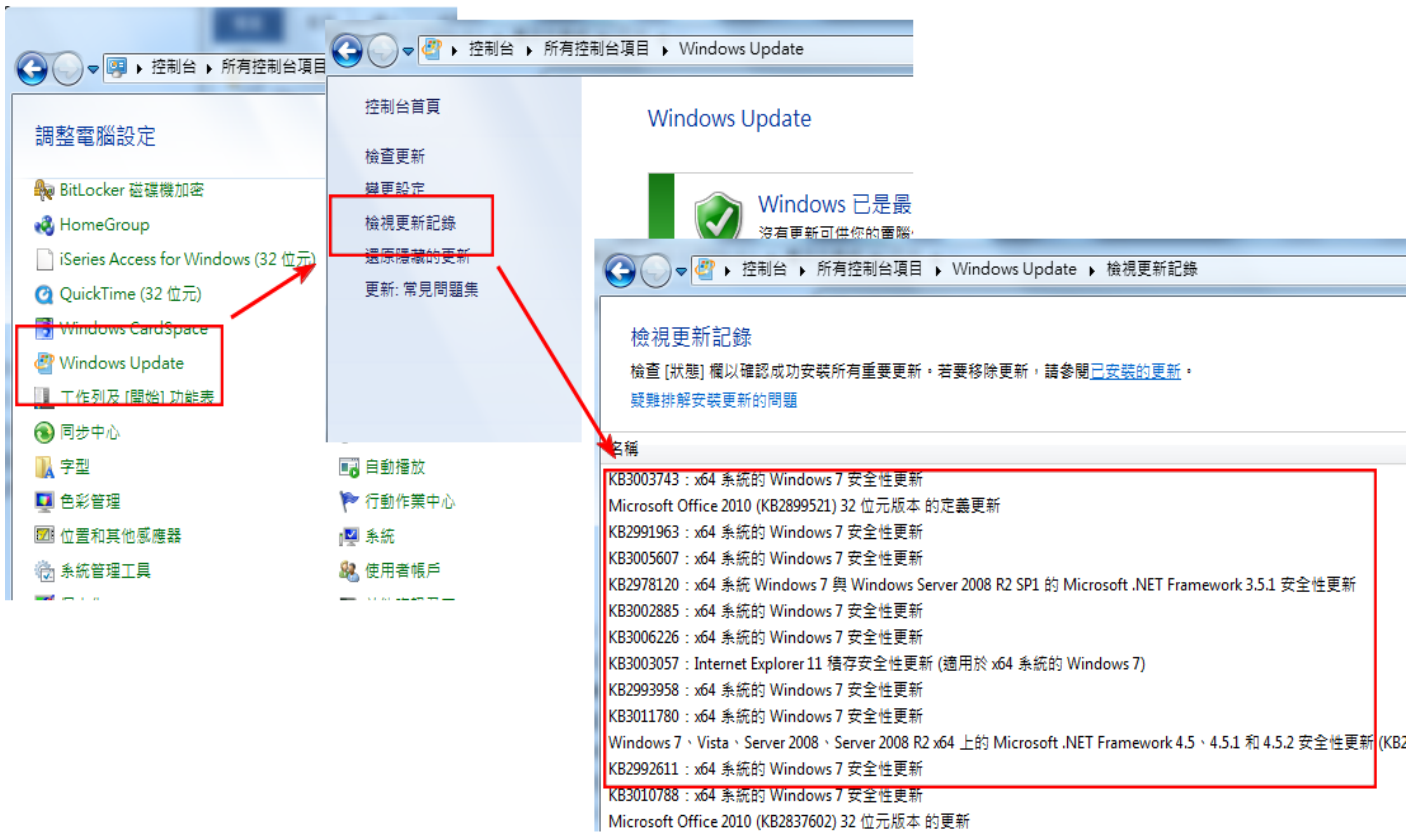 控制台 所有控制台項目
調整電腦設定
BitLocker 磁碟機加密
HomeGroup
iSeries Access for Windows (32 位元)
QuickTime (32 位元)
Windows CardSpace
Windows Update
工作列及 [開始] 功能表
同步中心
字型
色彩管理
位置和其他感應器
系統管理工具
自動播放
行動作業中心
系統
使用者帳戶
控制台 所有控制台項目 Windows Update
控制台首頁
檢查更新
變更設定
檢視更新記錄
還原隱藏的更新
更新: 常見問題集
Windows Update
Windows 已是最
沒有更新可供您的電腦
控制台 所有控制台項目 Windows Update 檢視更新記錄
檢視更新記錄
檢查 [狀態] 欄以確認成功安裝所有重要更新。若要移除更新，請參閱已安裝的更新。
疑難排解安裝更新的問題
名稱
KB3003743：x64 系統的 Windows 7 安全性更新
Microsoft Office 2010 (KB2899521) 32 位元版本 的定義更新
KB2991963：x64 系統的 Windows 7 安全性更新
KB3005607：x64 系統的 Windows 7 安全性更新
KB2978120：x64 系統 Windows 7 與 Windows Server 2008 R2 SP1 的 Microsoft .NET Framework 3.5.1 安全性更新
KB3002885：x64 系統的 Windows 7 安全性更新
KB3006226：x64 系統的 Windows 7 安全性更新
KB3003057：Internet Explorer 11 積存安全性更新 (適用於 x64 系統的 Windows 7)
KB2993958：x64 系統的 Windows 7 安全性更新
KB3011780：x64 系統的 Windows 7 安全性更新
Windows 7、Vista、Server 2008、Server 2008 R2 x64 上的 Microsoft .NET Framework 4.5、4.5.1 和 4.5.2 安全性更新 (KB2
KB2992611：x64 系統的 Windows 7 安全性更新
KB3010788：x64 系統的 Windows 7 安全性更新
Microsoft Office 2010 (KB2837602) 32 位元版本 的更新